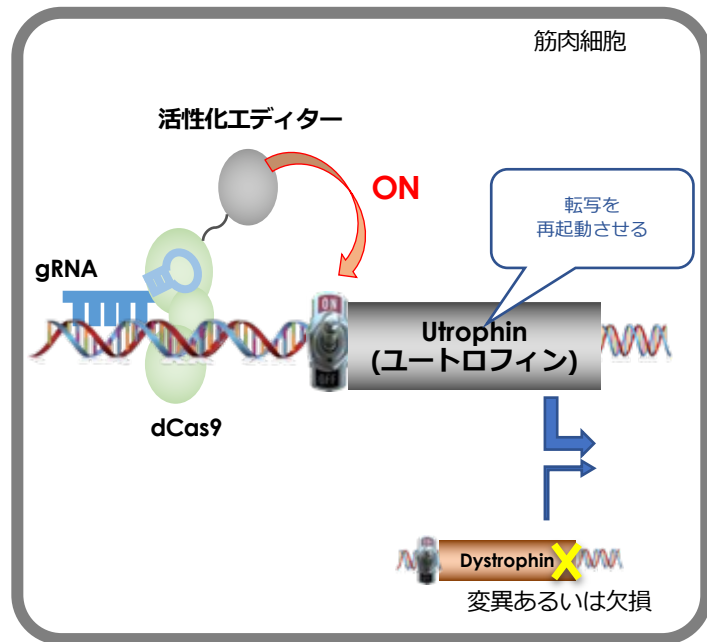 筋肉細胞
活性化エディター
ON
転写を
再起動させる
gRNA
ON
Utrophin
(ユートロフィン)
OFF
dCas9
Dystrophin
変異あるいは欠損